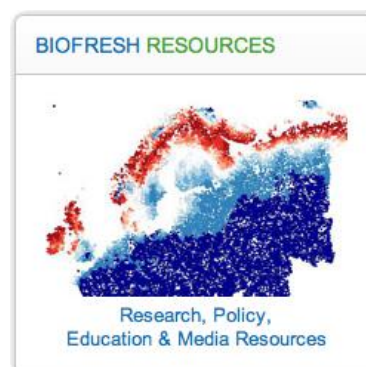 BIOFRESH RESOURCES
Research, Policy,
Education & Media Resources